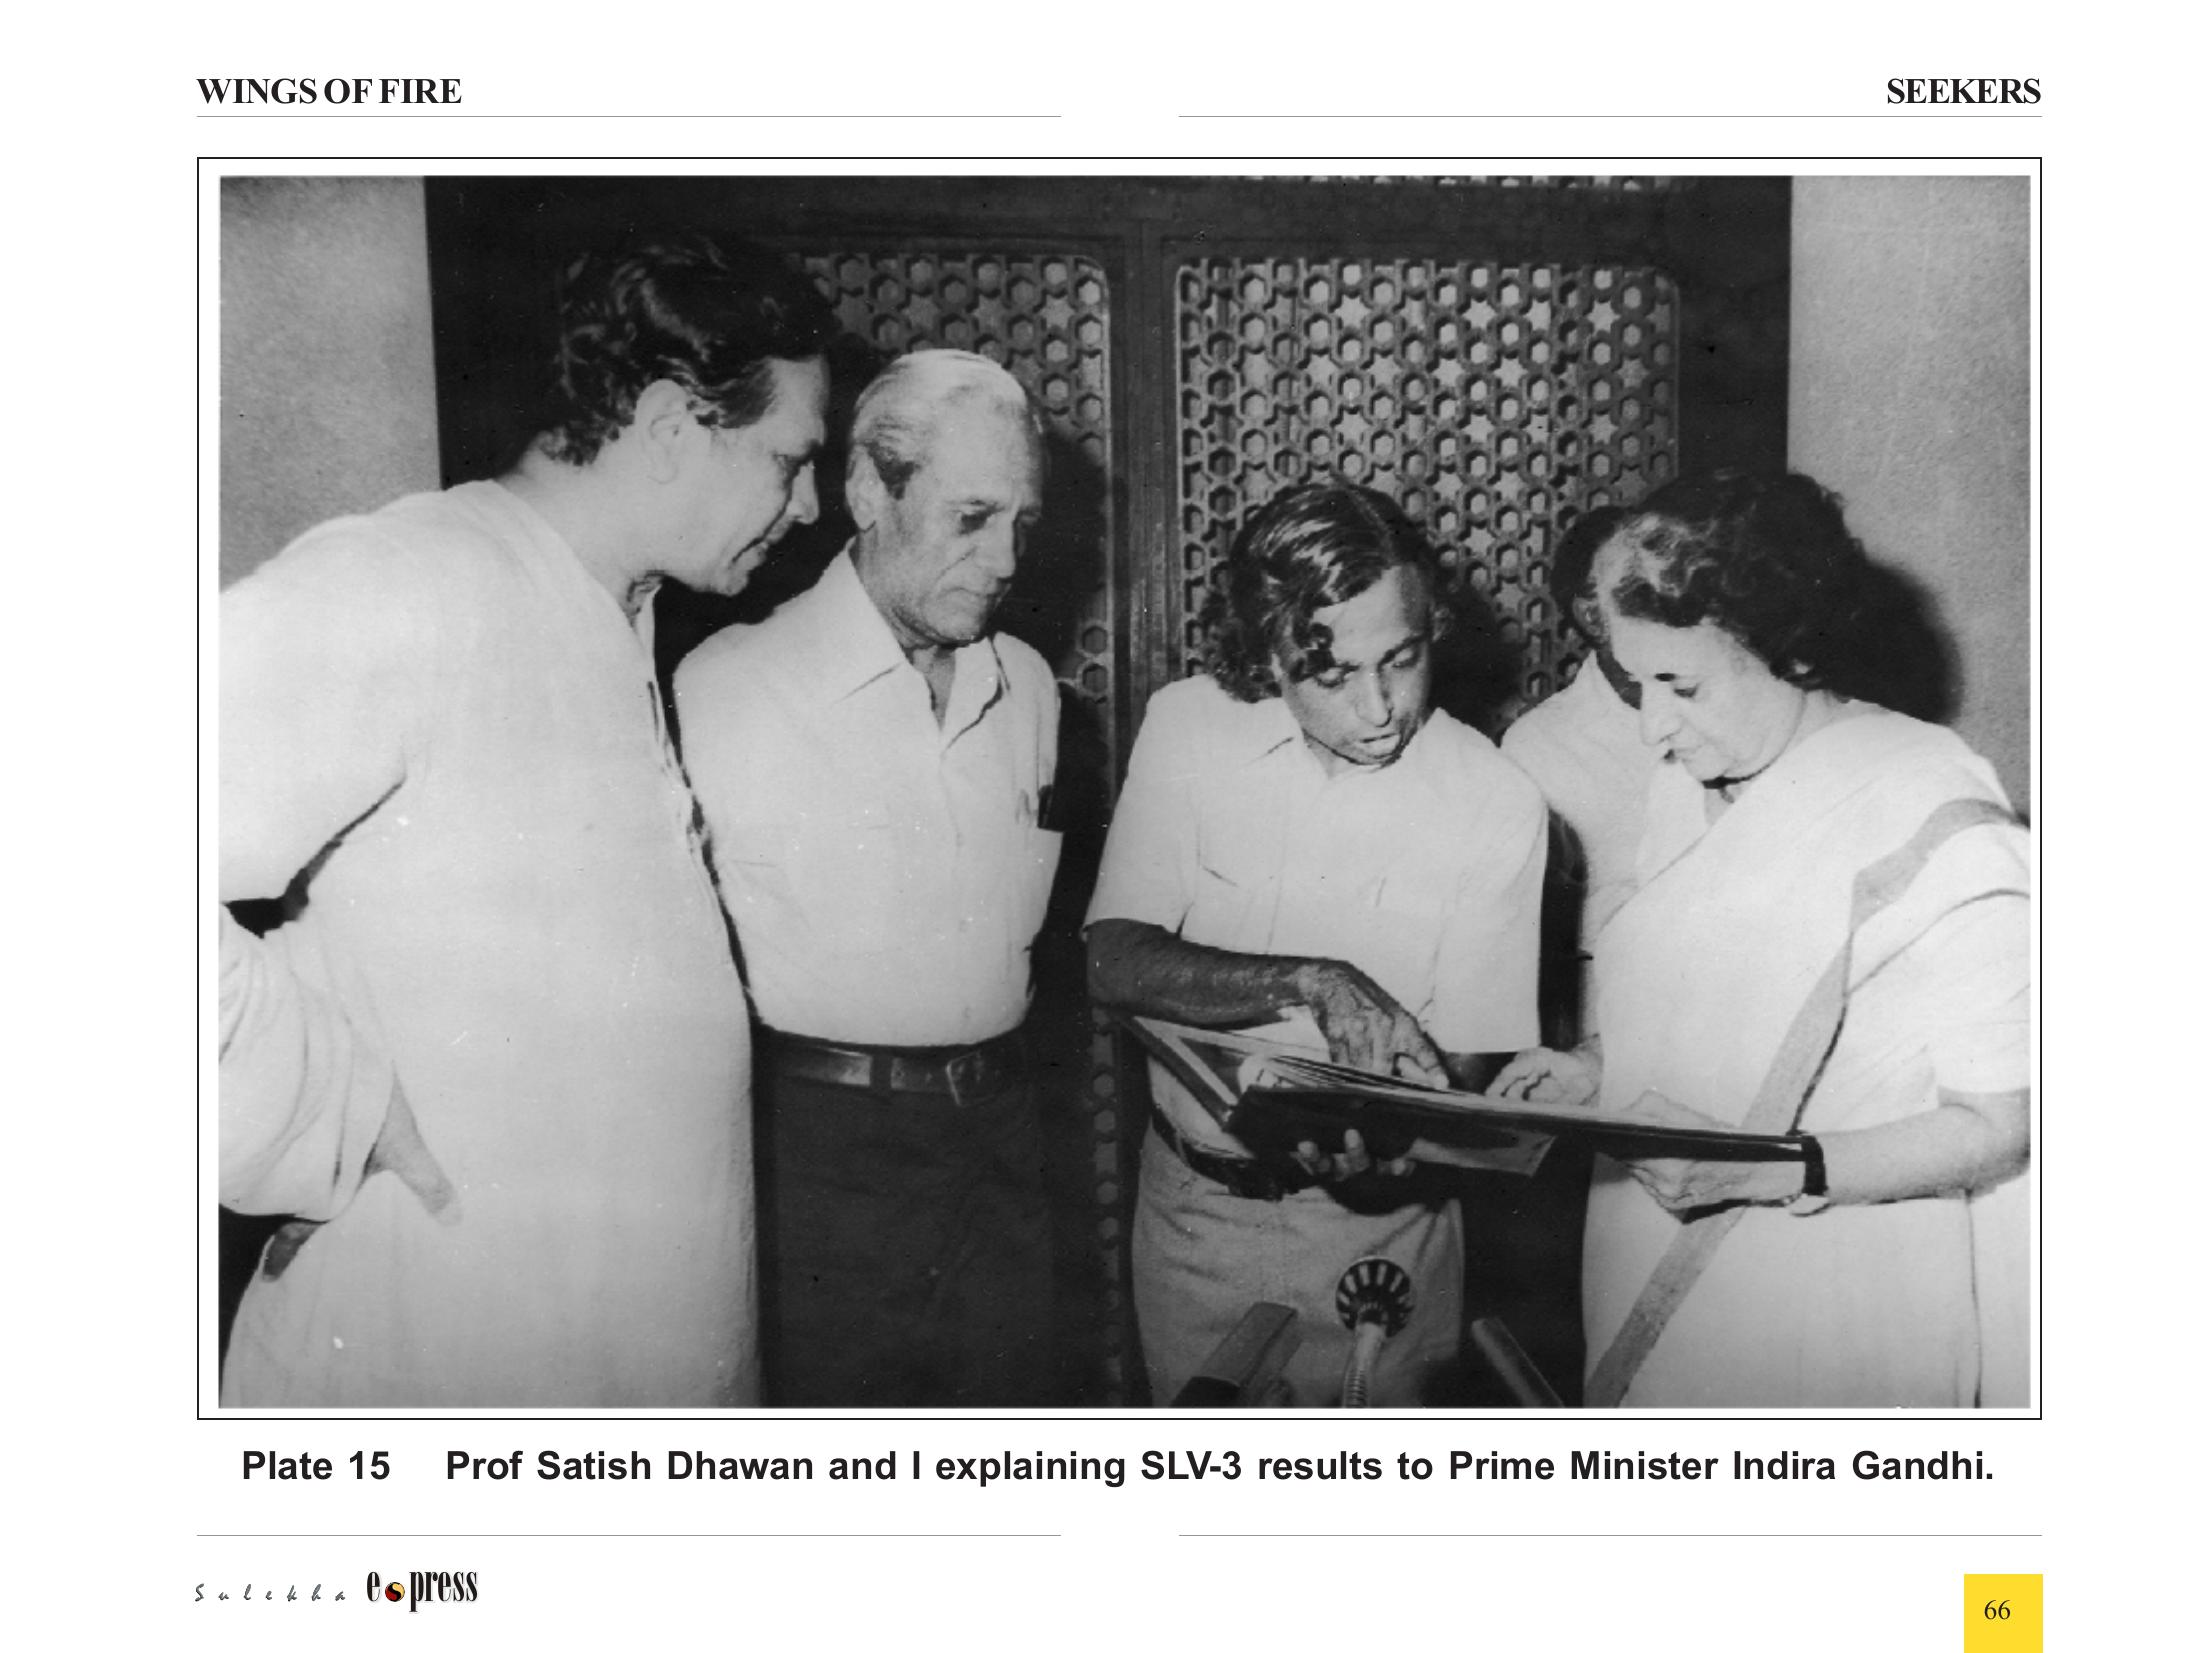 WINGS OF FIRE
SEEKERS
Plate 15 Prof Satish Dhawan and I explaining SLV-3 results to Prime Minister Indira Gandhi.
Sulekha e press
66